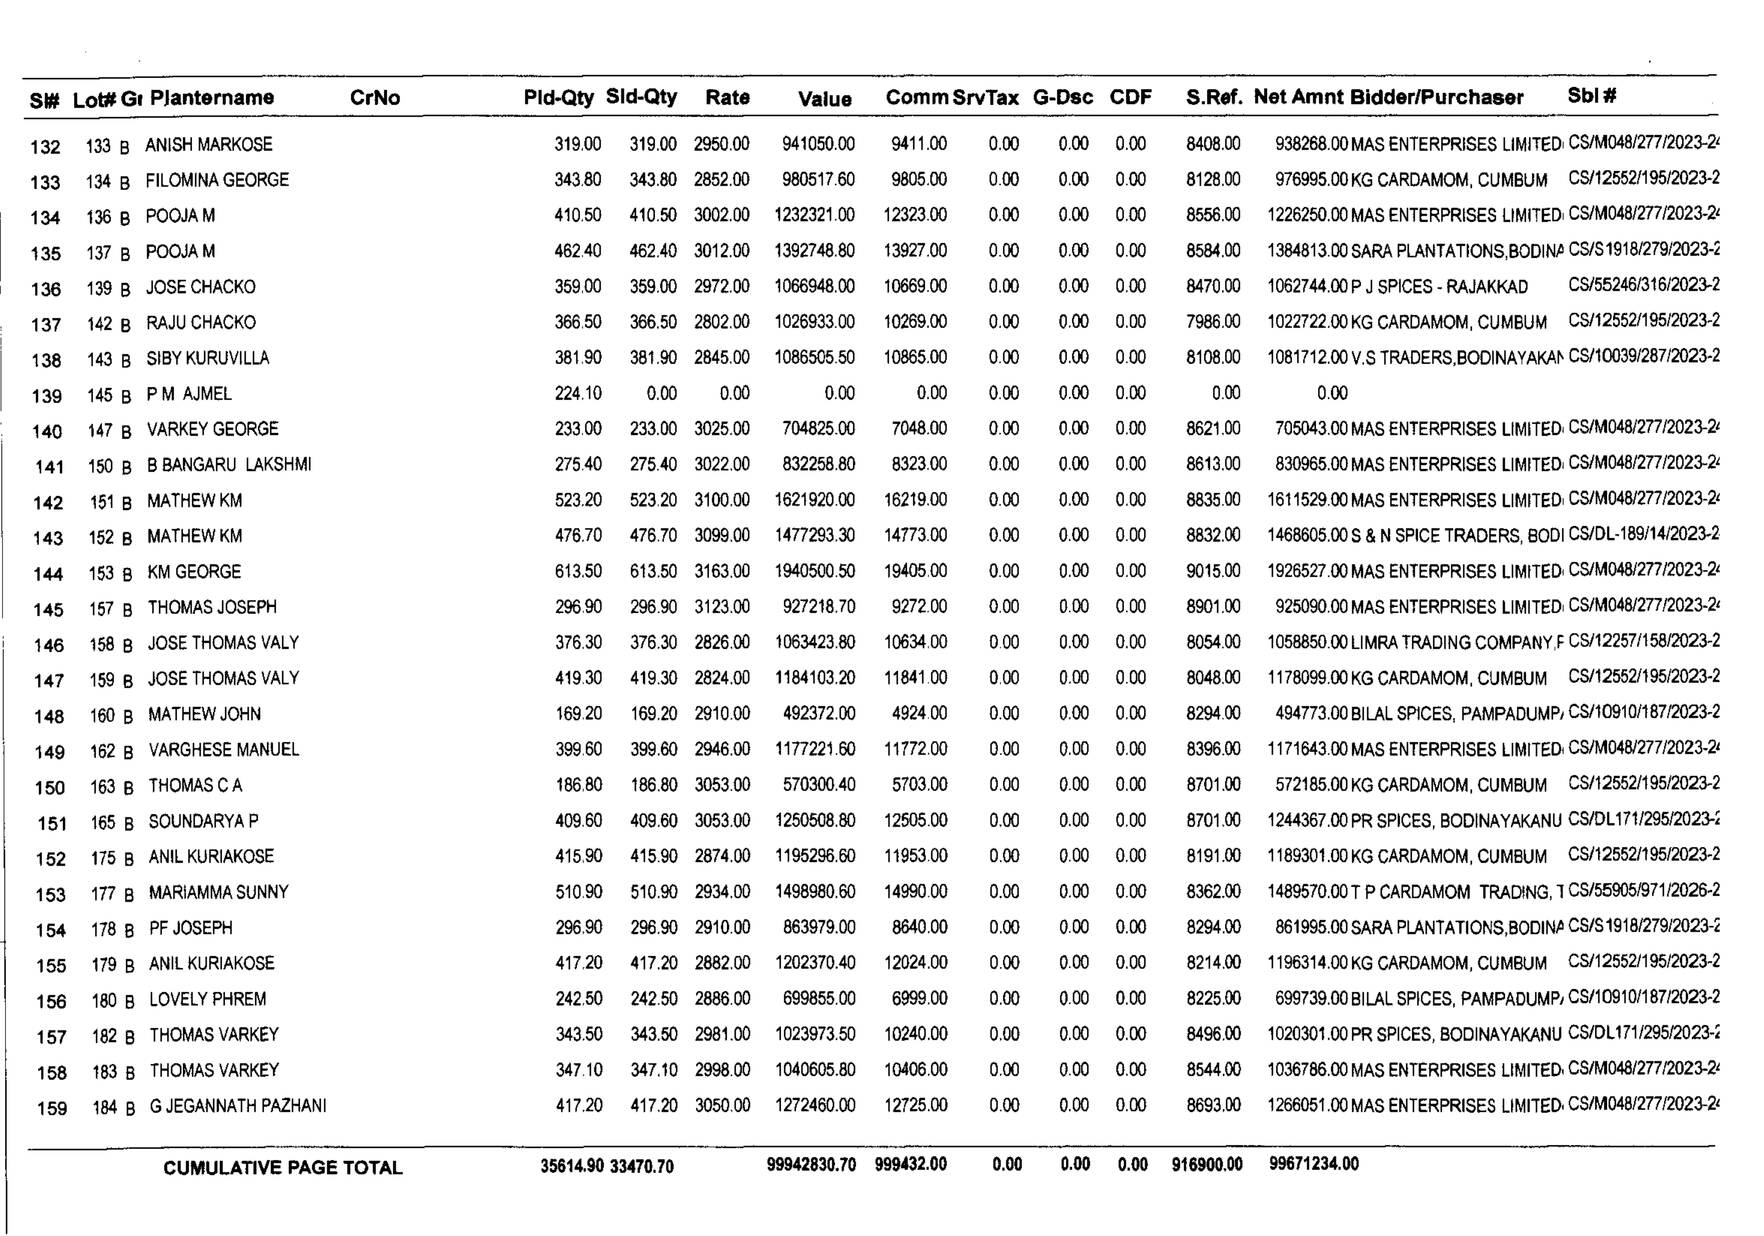 Sl# Lot# Gr Plantername CrNo Pld-Qty Sld-Qty Rate Value Comm SrvTax G-Dsc CDF S.Ref. Net Amnt Bidder/Purchaser Sbl #
132 133 B ANISH MARKOSE 319.00 319.00 2950.00 941050.00 9411.00 0.00 0.00 0.00 8408.00 938268.00 MAS ENTERPRISES LIMITED CS/M048/277/2023-24
133 134 B FILOMINA GEORGE 343.80 343.80 2852.00 980517.60 9805.00 0.00 0.00 0.00 8128.00 976995.00 KG CARDAMOM, CUMBUM CS/12552/195/2023-2
134 136 B POOJA M 410.50 410.50 3002.00 1232321.00 12323.00 0.00 0.00 0.00 8556.00 1226250.00 MAS ENTERPRISES LIMITED CS/M048/277/2023-24
135 137 B POOJA M 462.40 462.40 3012.00 1392748.80 13927.00 0.00 0.00 0.00 8584.00 1384813.00 SARA PLANTATIONS,BODINA CS/S1918/279/2023-2
136 139 B JOSE CHACKO 359.00 359.00 2972.00 1066948.00 10669.00 0.00 0.00 0.00 8470.00 1062744.00 P J SPICES - RAJAKKAD CS/55246/316/2023-2
137 142 B RAJU CHACKO 366.50 366.50 2802.00 1026933.00 10269.00 0.00 0.00 0.00 7986.00 1022722.00 KG CARDAMOM, CUMBUM CS/12552/195/2023-2
138 143 B SIBY KURUVILLA 381.90 381.90 2845.00 1086505.50 10865.00 0.00 0.00 0.00 8108.00 1081712.00 V.S TRADERS,BODINAYAKAN CS/10039/287/2023-2
139 145 B P M AJMEL 224.10 0.00 0.00 0.00 0.00 0.00 0.00 0.00 0.00 0.00
140 147 B VARKEY GEORGE 233.00 233.00 3025.00 704825.00 7048.00 0.00 0.00 0.00 8621.00 705043.00 MAS ENTERPRISES LIMITED CS/M048/277/2023-24
141 150 B B BANGARU LAKSHMI 275.40 275.40 3022.00 832258.80 8323.00 0.00 0.00 0.00 8613.00 830965.00 MAS ENTERPRISES LIMITED CS/M048/277/2023-24
142 151 B MATHEW KM 523.20 523.20 3100.00 1621920.00 16219.00 0.00 0.00 0.00 8835.00 1611529.00 MAS ENTERPRISES LIMITED CS/M048/277/2023-24
143 152 B MATHEW KM 476.70 476.70 3099.00 1477293.30 14773.00 0.00 0.00 0.00 8832.00 1468605.00 S & N SPICE TRADERS, BODI CS/DL-189/14/2023-2
144 153 B KM GEORGE 613.50 613.50 3163.00 1940500.50 19405.00 0.00 0.00 0.00 9015.00 1926527.00 MAS ENTERPRISES LIMITED CS/M048/277/2023-24
145 157 B THOMAS JOSEPH 296.90 296.90 3123.00 927218.70 9272.00 0.00 0.00 0.00 8901.00 925090.00 MAS ENTERPRISES LIMITED CS/M048/277/2023-24
146 158 B JOSE THOMAS VALY 376.30 376.30 2826.00 1063423.80 10634.00 0.00 0.00 0.00 8054.00 1058850.00 LIMRA TRADING COMPANY,F CS/12257/158/2023-2
147 159 B JOSE THOMAS VALY 419.30 419.30 2824.00 1184103.20 11841.00 0.00 0.00 0.00 8048.00 1178099.00 KG CARDAMOM, CUMBUM CS/12552/195/2023-2
148 160 B MATHEW JOHN 169.20 169.20 2910.00 492372.00 4924.00 0.00 0.00 0.00 8294.00 494773.00 BILAL SPICES, PAMPADUMP CS/10910/187/2023-2
149 162 B VARGHESE MANUEL 399.60 399.60 2946.00 1177221.60 11772.00 0.00 0.00 0.00 8396.00 1171643.00 MAS ENTERPRISES LIMITED CS/M048/277/2023-24
150 163 B THOMAS C A 186.80 186.80 3053.00 570300.40 5703.00 0.00 0.00 0.00 8701.00 572185.00 KG CARDAMOM, CUMBUM CS/12552/195/2023-2
151 165 B SOUNDARYA P 409.60 409.60 3053.00 1250508.80 12505.00 0.00 0.00 0.00 8701.00 1244367.00 PR SPICES, BODINAYAKANU CS/DL171/295/2023-2
152 175 B ANIL KURIAKOSE 415.90 415.90 2874.00 1195296.60 11953.00 0.00 0.00 0.00 8191.00 1189301.00 KG CARDAMOM, CUMBUM CS/12552/195/2023-2
153 177 B MARIAMMA SUNNY 510.90 510.90 2934.00 1498980.60 14990.00 0.00 0.00 0.00 8362.00 1489570.00 T P CARDAMOM TRADING, T CS/55905/971/2026-2
154 178 B PF JOSEPH 296.90 296.90 2910.00 863979.00 8640.00 0.00 0.00 0.00 8294.00 861995.00 SARA PLANTATIONS,BODINA CS/S1918/279/2023-2
155 179 B ANIL KURIAKOSE 417.20 417.20 2882.00 1202370.40 12024.00 0.00 0.00 0.00 8214.00 1196314.00 KG CARDAMOM, CUMBUM CS/12552/195/2023-2
156 180 B LOVELY PHREM 242.50 242.50 2886.00 699855.00 6999.00 0.00 0.00 0.00 8225.00 699739.00 BILAL SPICES, PAMPADUMP CS/10910/187/2023-2
157 182 B THOMAS VARKEY 343.50 343.50 2981.00 1023973.50 10240.00 0.00 0.00 0.00 8496.00 1020301.00 PR SPICES, BODINAYAKANU CS/DL171/295/2023-2
158 183 B THOMAS VARKEY 347.10 347.10 2998.00 1040605.80 10406.00 0.00 0.00 0.00 8544.00 1036786.00 MAS ENTERPRISES LIMITED CS/M048/277/2023-24
159 184 B G JEGANNATH PAZHANI 417.20 417.20 3050.00 1272460.00 12725.00 0.00 0.00 0.00 8693.00 1266051.00 MAS ENTERPRISES LIMITED CS/M048/277/2023-24
CUMULATIVE PAGE TOTAL 35614.90 33470.70 99942830.70 999432.00 0.00 0.00 0.00 916900.00 99671234.00